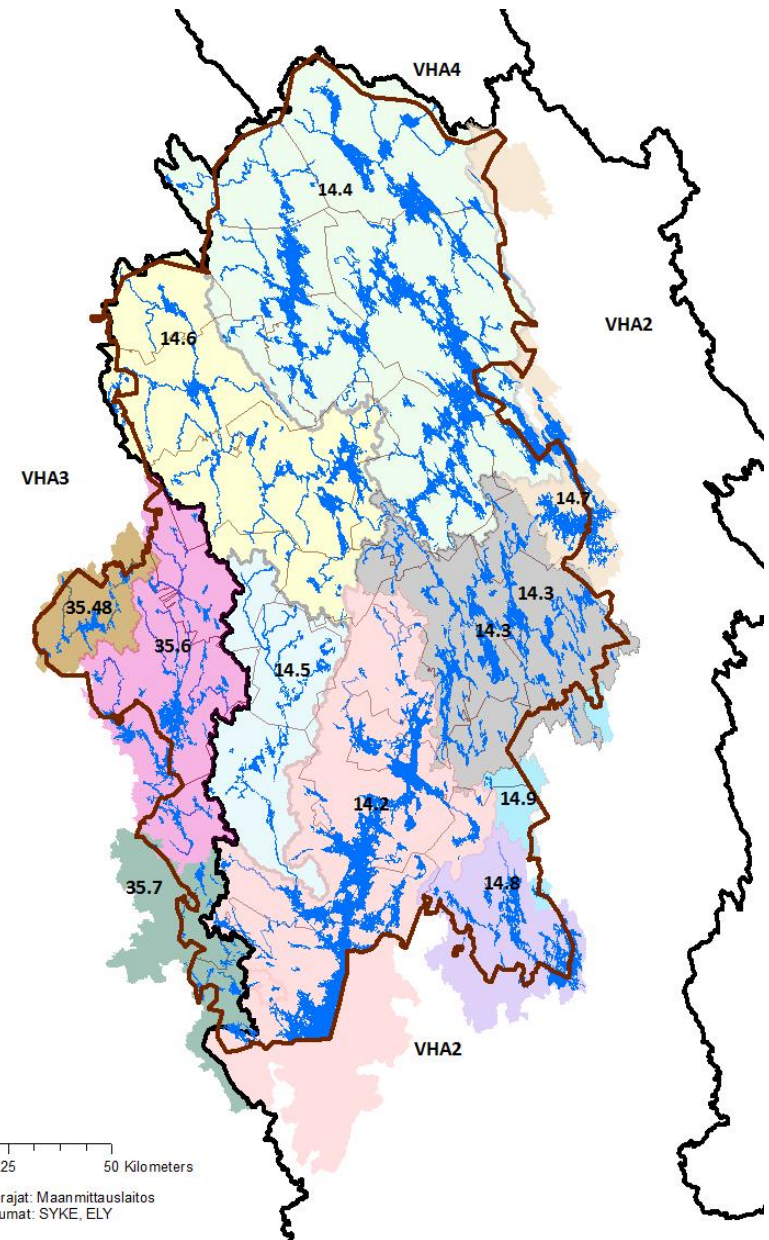 VHA4
14.4
VHA2
14.6
VHA3
14.7
14.3
35.48
14.3
35.6
14.5
14.2
14.9
14.8
35.7
VHA2
25 50 Kilometers
rajat: Maanmittauslaitos
umat: SYKE, ELY